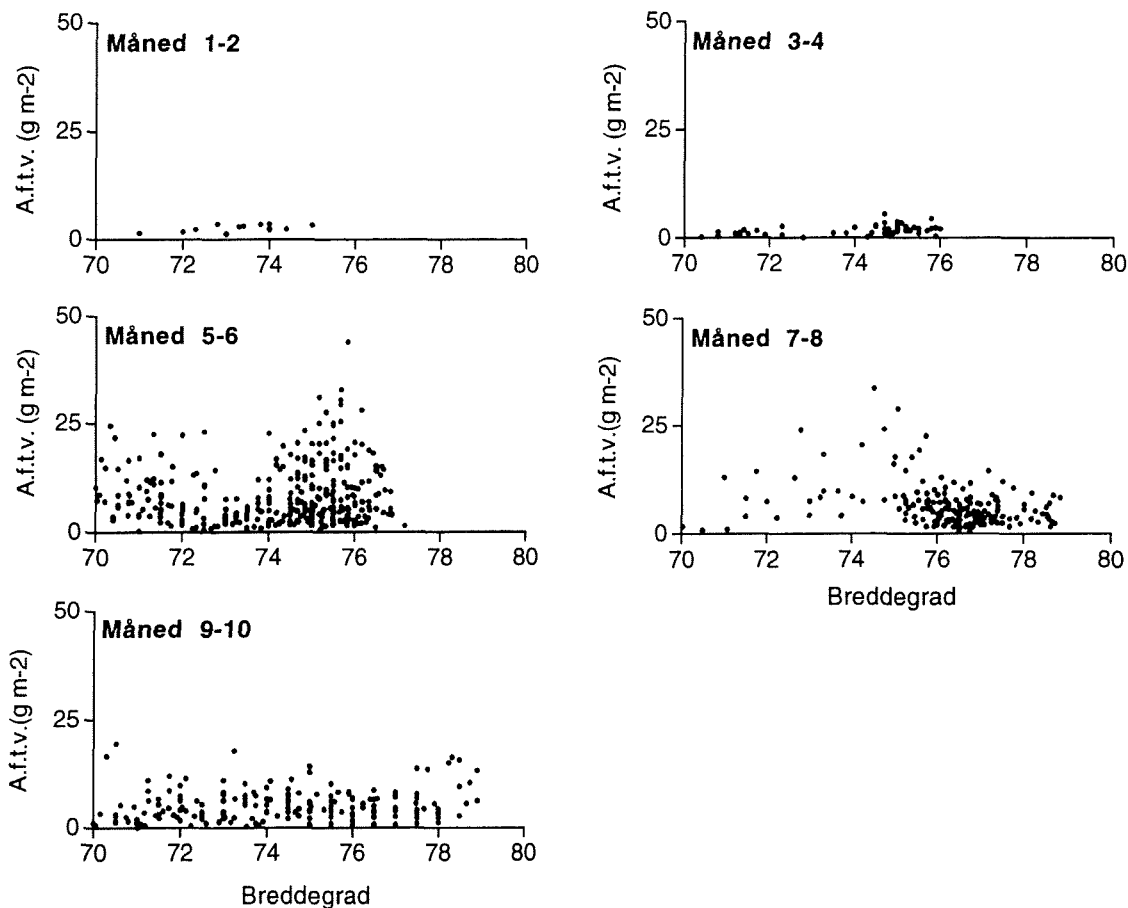 Måned 1-2
A.f.t.v. (g m-2)
50
25
0
70 72 74 76 78 80
Måned 3-4
A.f.t.v. (g m-2)
50
25
0
70 72 74 76 78 80
Måned 5-6
A.f.t.v. (g m-2)
50
25
0
70 72 74 76 78 80
Måned 7-8
A.f.t.v.(g m-2)
50
25
0
70 72 74 76 78 80
Breddegrad
Måned 9-10
A.f.t.v.(g m-2)
50
25
0
70 72 74 76 78 80
Breddegrad